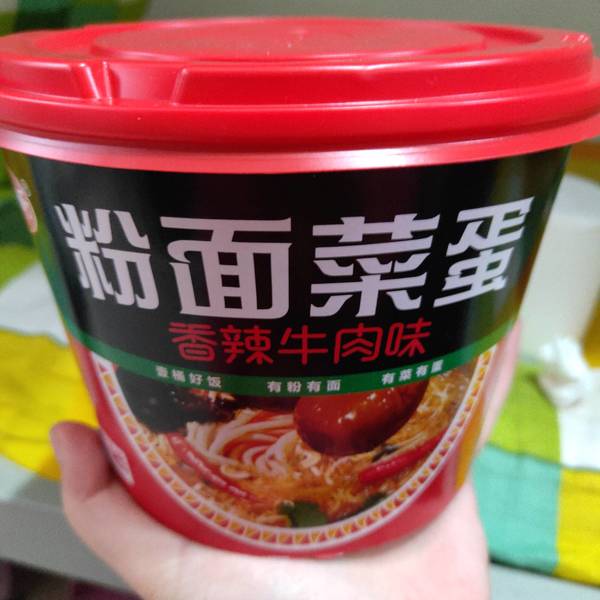 粉面菜蛋
香辣牛肉味
壹桶好饭 有粉有面 有菜有蛋